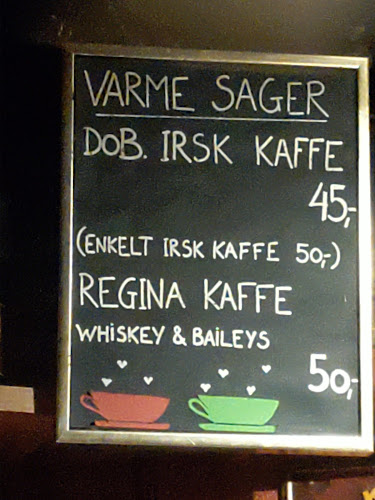 VARME SAGER
DOB. IRSK KAFFE
45,-
(ENKELT IRSK KAFFE 50,-)
REGINA KAFFE
WHISKEY & BAILEYS
50,-